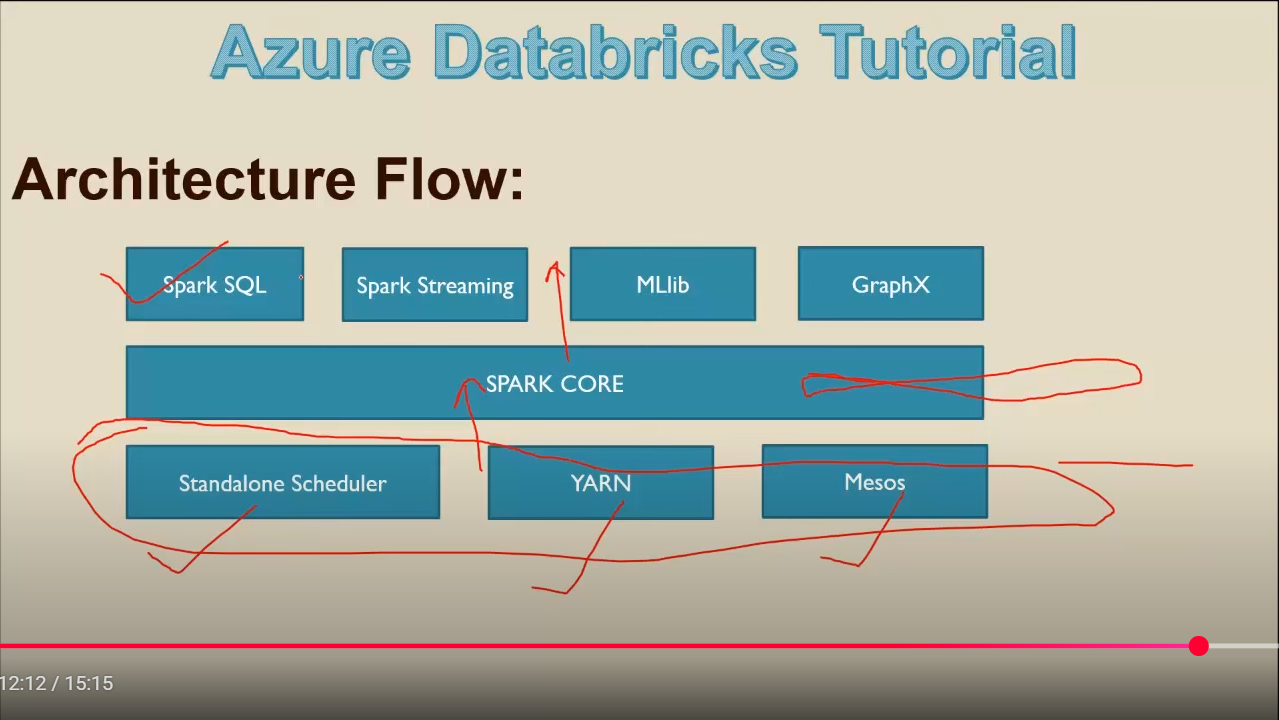 Azure Databricks Tutorial
Architecture Flow:
Spark SQL Spark Streaming MLlib GraphX
SPARK CORE
Standalone Scheduler YARN Mesos
12:12 / 15:15